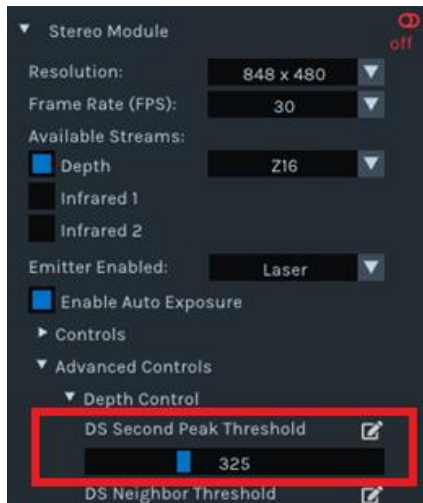 Stereo Module
off
Resolution: 848 x 480
Frame Rate (FPS): 30
Available Streams:
Depth Z16
Infrared 1
Infrared 2
Emitter Enabled: Laser
Enable Auto Exposure
Controls
Advanced Controls
Depth Control
DS Second Peak Threshold
325
DS Neighbor Threshold